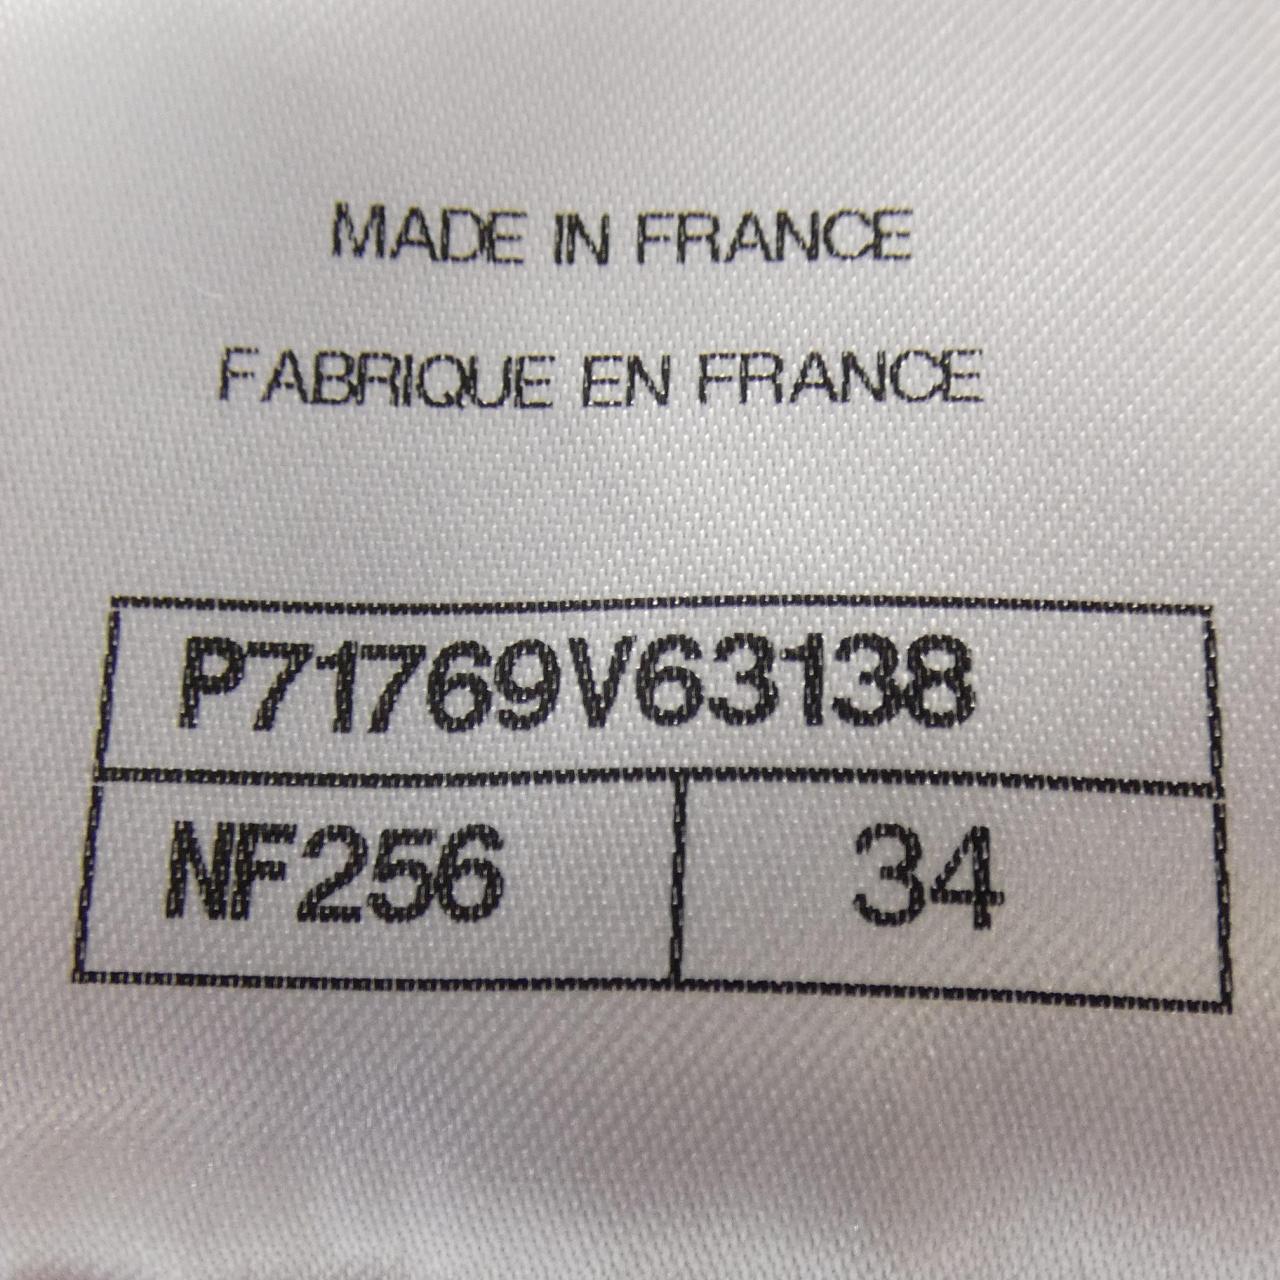 MADE IN FRANCE
FABRIQUE EN FRANCE
P71769V63138
NF256 34